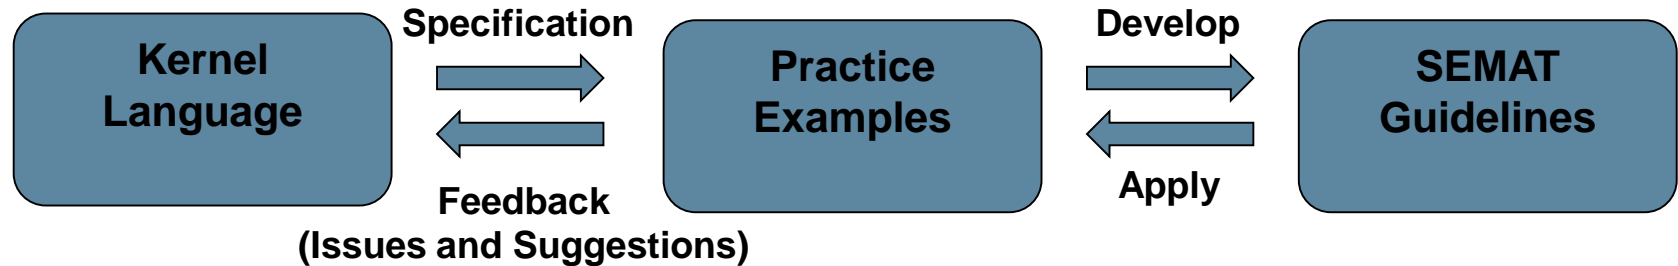 Kernel
Language
Specification
Feedback
(Issues and Suggestions)
Practice
Examples
Develop
Apply
SEMAT
Guidelines